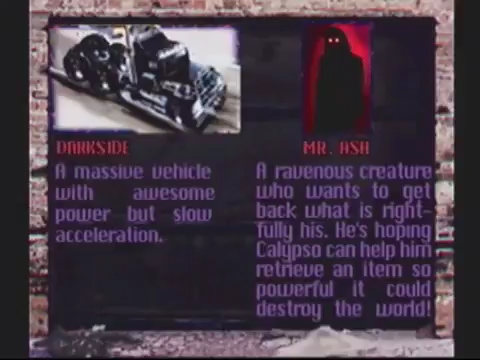 DARKSIDE
A massive vehicle
with awesome
power but slow
acceleration.
MR. ASH
A ravenous creature
who wants to get
back what is right-
fully his. He's hoping
Calypso can help him
retrieve an item so
powerful it could
destroy the world!